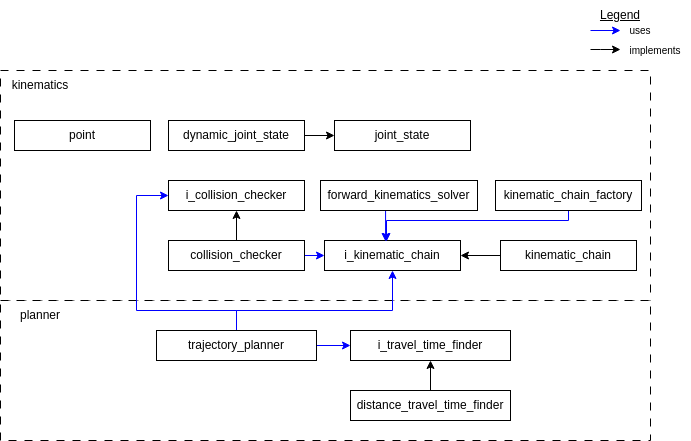 Legend
uses
implements
kinematics
point
dynamic_joint_state
joint_state
i_collision_checker
forward_kinematics_solver
kinematic_chain_factory
collision_checker
i_kinematic_chain
kinematic_chain
planner
trajectory_planner
i_travel_time_finder
distance_travel_time_finder